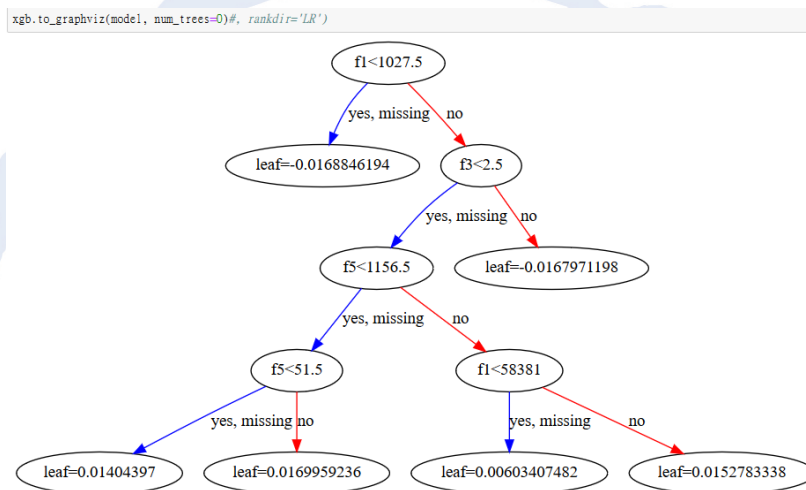 xgb.to_graphviz(model, num_trees=0)#, rankdir='LR')
f1<1027.5
yes, missing
no
leaf=-0.0168846194
f3<2.5
yes, missing
no
f5<1156.5
leaf=-0.0167971198
yes, missing
no
f5<51.5
f1<58381
yes, missing
no
yes, missing
no
leaf=0.01404397
leaf=0.0169959236
leaf=0.00603407482
leaf=0.0152783338